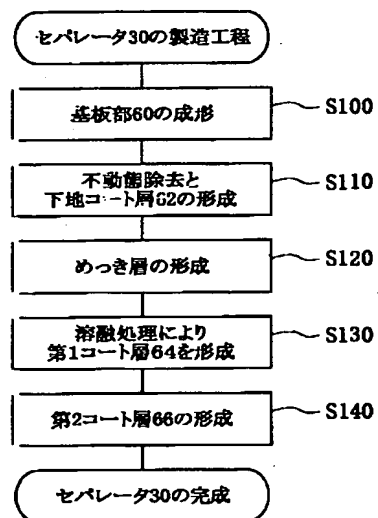 セパレータ30の製造工程
基板部60の成形
S100
不動態除去と
下地コート層62の形成
S110
めっき層の形成
S120
溶融処理により
第1コート層64を形成
S130
第2コート層66の形成
S140
セパレータ30の完成